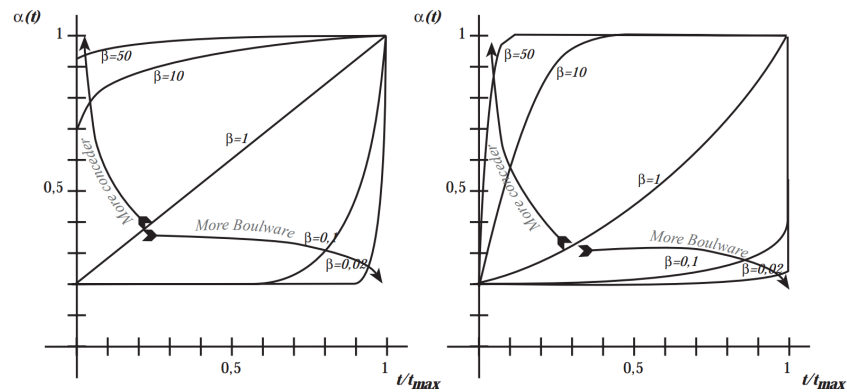 α(t)
1
β=50
β=10
β=1
0,5
More conceder
More Boulware
β=0,1
β=0,02
0,5
1
t/tmax
α(t)
1
β=50
β=10
β=1
0,5
More conceder
More Boulware
β=0,1
β=0,02
0,5
1
t/tmax